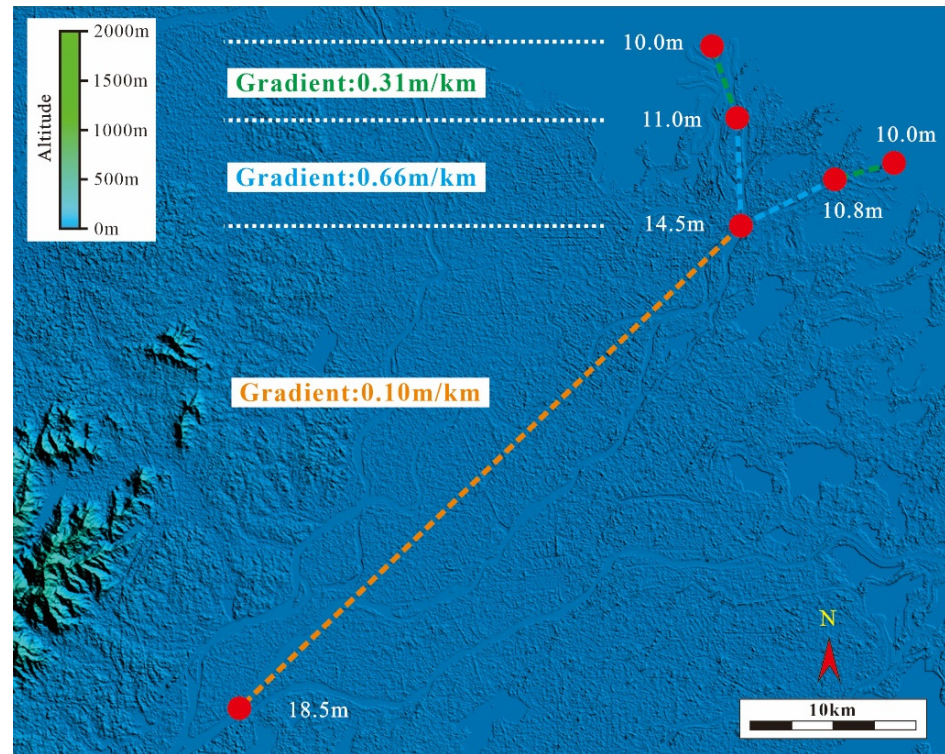 2000m
1500m
1000m
500m
0m
Altitude
10.0m
Gradient:0.31m/km
11.0m
10.0m
Gradient:0.66m/km
10.8m
14.5m
Gradient:0.10m/km
18.5m
N
10km